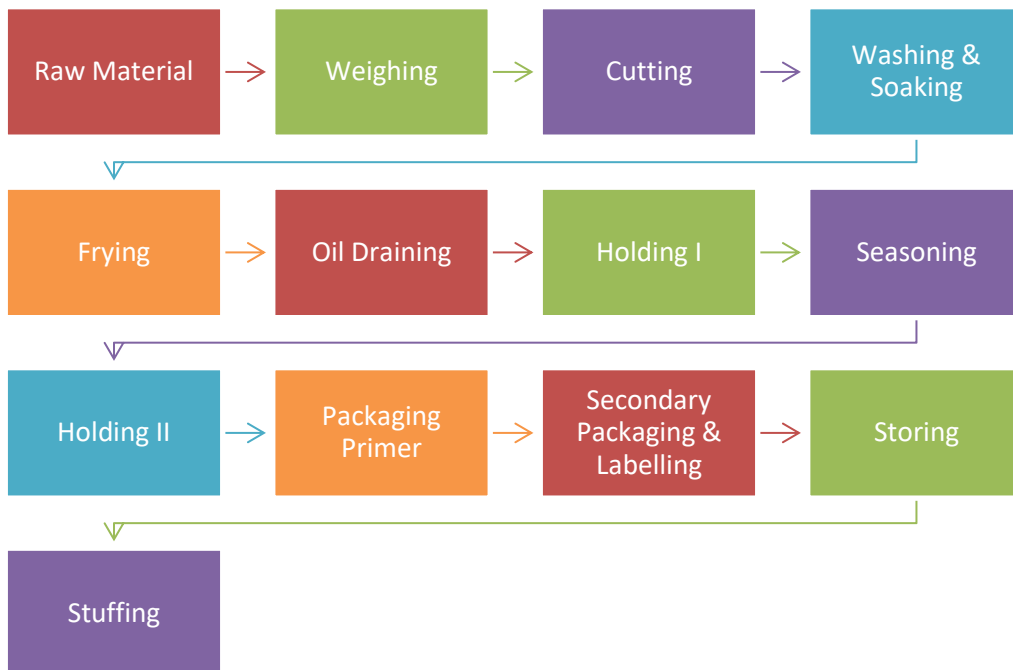 Raw Material
Weighing
Cutting
Washing &
Soaking
Frying
Oil Draining
Holding I
Seasoning
Holding II
Packaging
Primer
Secondary
Packaging &
Labelling
Storing
Stuffing